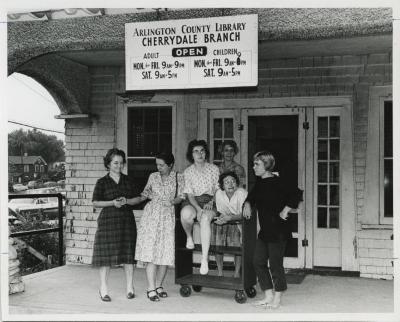 ARLINGTON COUNTY LIBRARY
CHERRYDALE BRANCH
ADULT OPEN CHILDREN
MON.-FRI. 9AM-9PM MON.-FRI. 9AM-8PM
SAT. 9AM-5PM SAT. 9AM-5PM